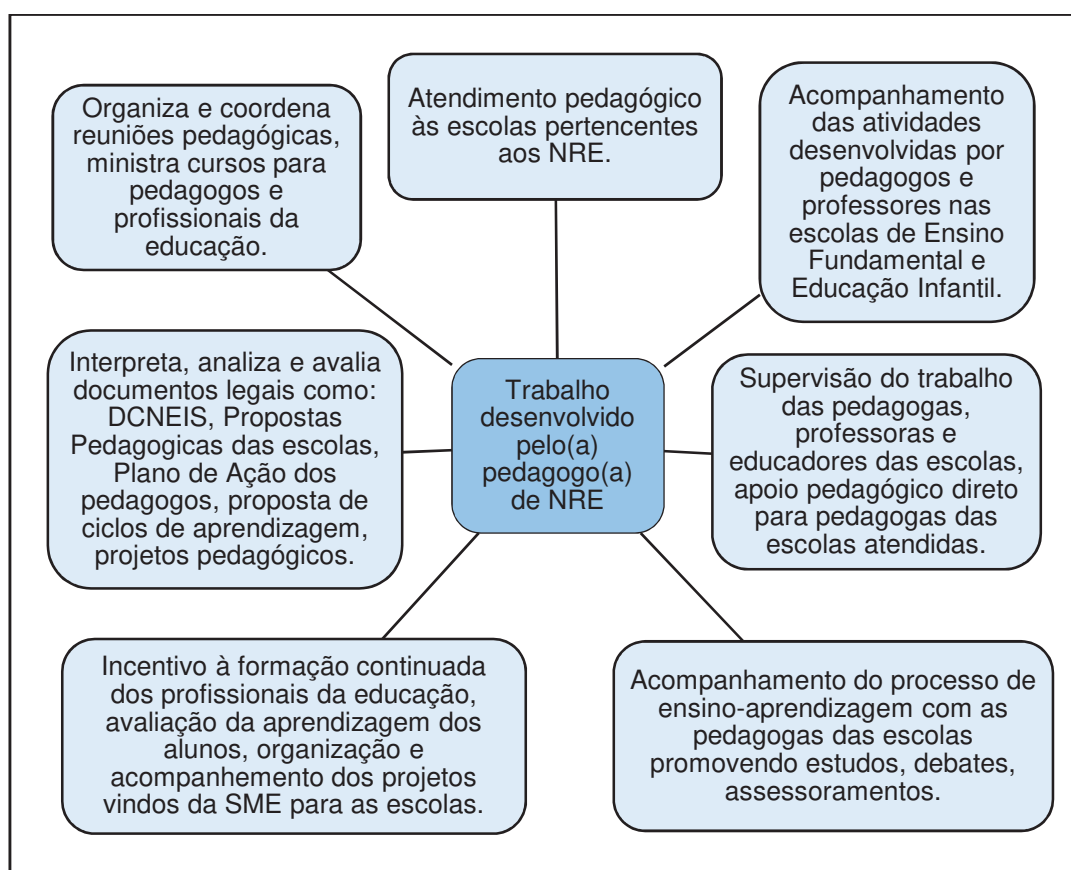 Organiza e coordena
reuniões pedagógicas,
ministra cursos para
pedagogos e
profissionais da
educação.
Atendimento pedagógico
às escolas pertencentes
aos NRE.
Acompanhamento
das atividades
desenvolvidas por
pedagogos e
professores nas
escolas de Ensino
Fundamental e
Educação Infantil.
Interpreta, analiza e avalia
documentos legais como:
DCNEIS, Propostas
Pedagogicas das escolas,
Plano de Ação dos
pedagogos, proposta de
ciclos de aprendizagem,
projetos pedagógicos.
Trabalho
desenvolvido
pelo(a)
pedagogo(a)
de NRE
Supervisão do trabalho
das pedagogas,
professoras e
educadores das escolas,
apoio pedagógico direto
para pedagogas das
escolas atendidas.
Incentivo à formação continuada
dos profissionais da educação,
avaliação da aprendizagem dos
alunos, organização e
acompanhemento dos projetos
vindos da SME para as escolas.
Acompanhamento do processo de
ensino-aprendizagem com as
pedagogas das escolas
promovendo estudos, debates,
assessoramentos.